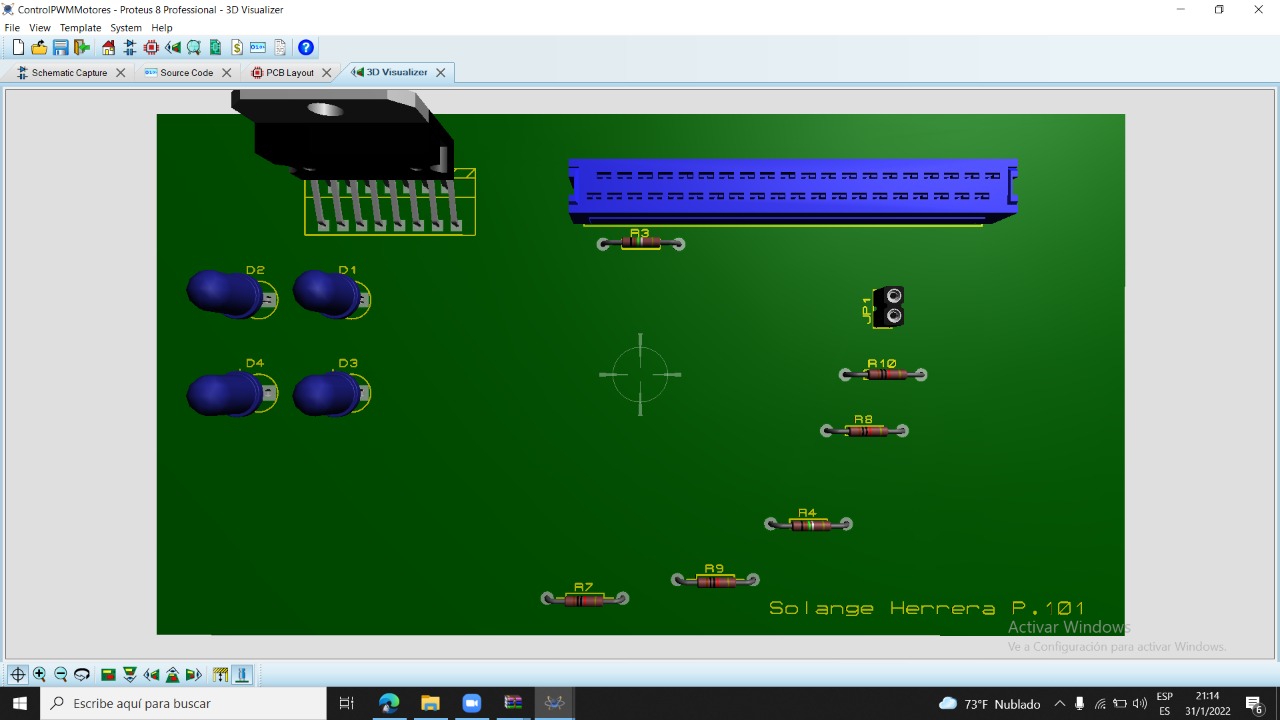 ControlPWMMotores - Proteus 8 Professional - 3D Visualizer
File View Template System Help
Schematic Capture Source Code PCB Layout 3D Visualizer
R3
D2 D1
JP1
D4 D3
R10
R8
R4
R9
R7
Solange Herrera P.101
Activar Windows
Ve a Configuración para activar Windows.
Escribe aquí para buscar
73°F Nublado
ESP
ES
21:14
31/1/2022
6